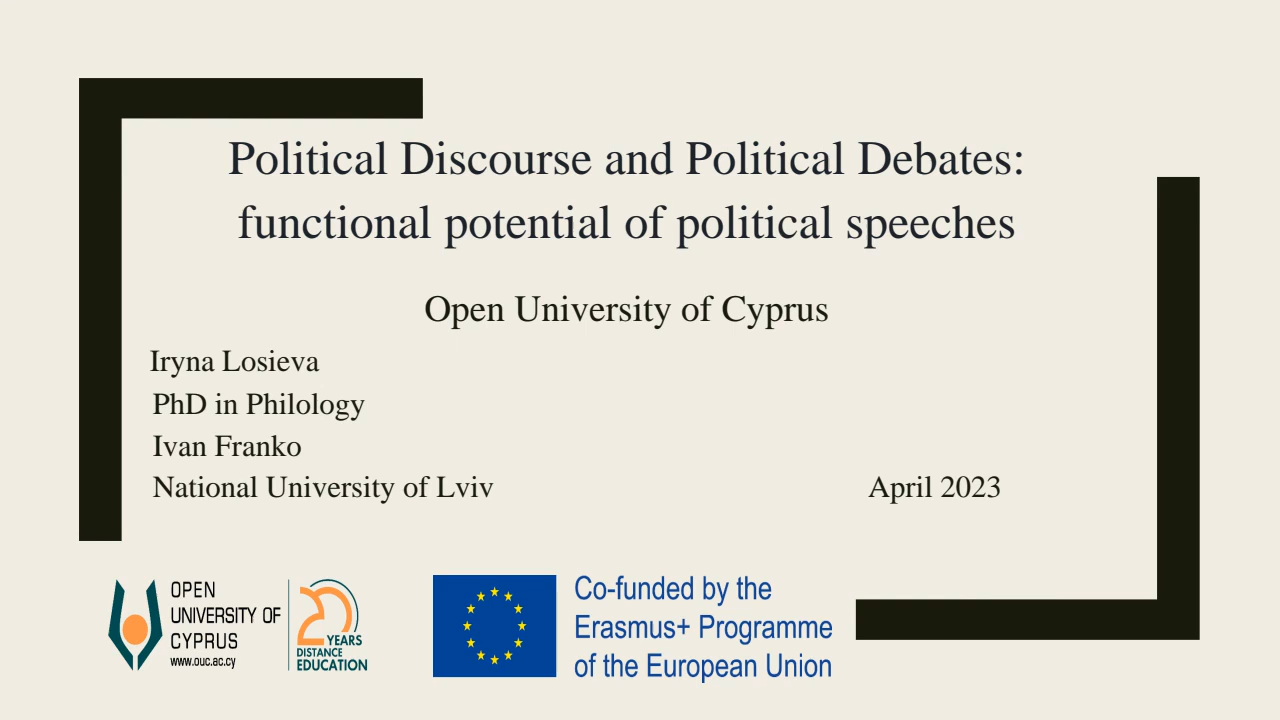 Political Discourse and Political Debates:
functional potential of political speeches
Open University of Cyprus
Iryna Losieva
PhD in Philology
Ivan Franko
National University of Lviv
April 2023
OPEN
UNIVERSITY OF
CYPRUS
www.ouc.ac.cy
20
YEARS
DISTANCE
EDUCATION
Co-funded by the
Erasmus+ Programme
of the European Union